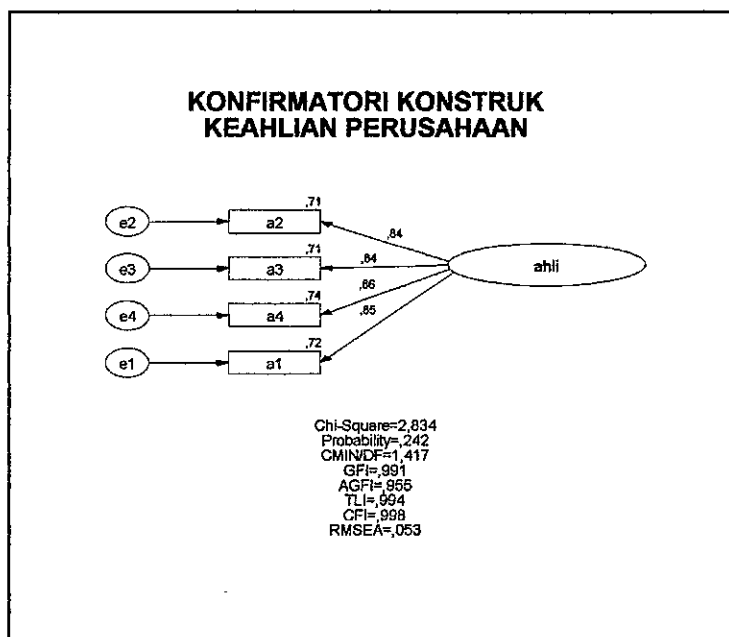 KONFIRMATORI KONSTRUK
KEAHLIAN PERUSAHAAN
,71
e2
a2
,84
,71
e3
a3
,84
ahli
,74
e4
a4
,86
,85
,72
e1
a1
Chi-Square=2,834
Probability=,242
CMIN/DF=1,417
GFI=,991
AGFI=,955
TLI=,994
CFI=,998
RMSEA=,053